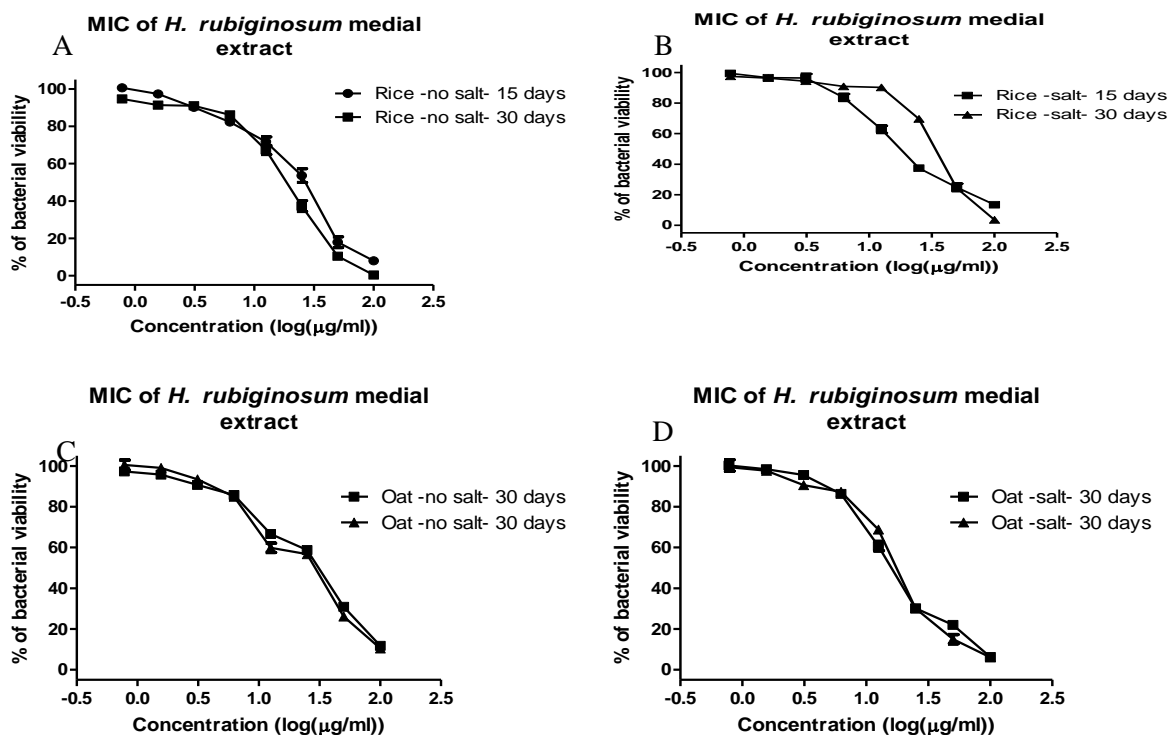 A
MIC of H. rubiginosum medial
extract
% of bacterial viability
100
80
60
40
20
0
Rice -no salt- 15 days
Rice -no salt- 30 days
-0.5 0.0 0.5 1.0 1.5 2.0 2.5
Concentration (log(μg/ml))
B
MIC of H. rubiginosum medial
extract
% of bacterial viability
100
80
60
40
20
0
Rice -salt- 15 days
Rice -salt- 30 days
-0.5 0.0 0.5 1.0 1.5 2.0 2.5
Concentration (log(μg/ml))
C
MIC of H. rubiginosum medial
extract
% of bacterial viability
100
80
60
40
20
0
Oat -no salt- 30 days
Oat -no salt- 30 days
-0.5 0.0 0.5 1.0 1.5 2.0 2.5
Concentration (log(μg/ml))
D
MIC of H. rubiginosum medial
extract
% of bacterial viability
100
80
60
40
20
0
Oat -salt- 30 days
Oat -salt- 30 days
-0.5 0.0 0.5 1.0 1.5 2.0 2.5
Concentration (log(μg/ml))